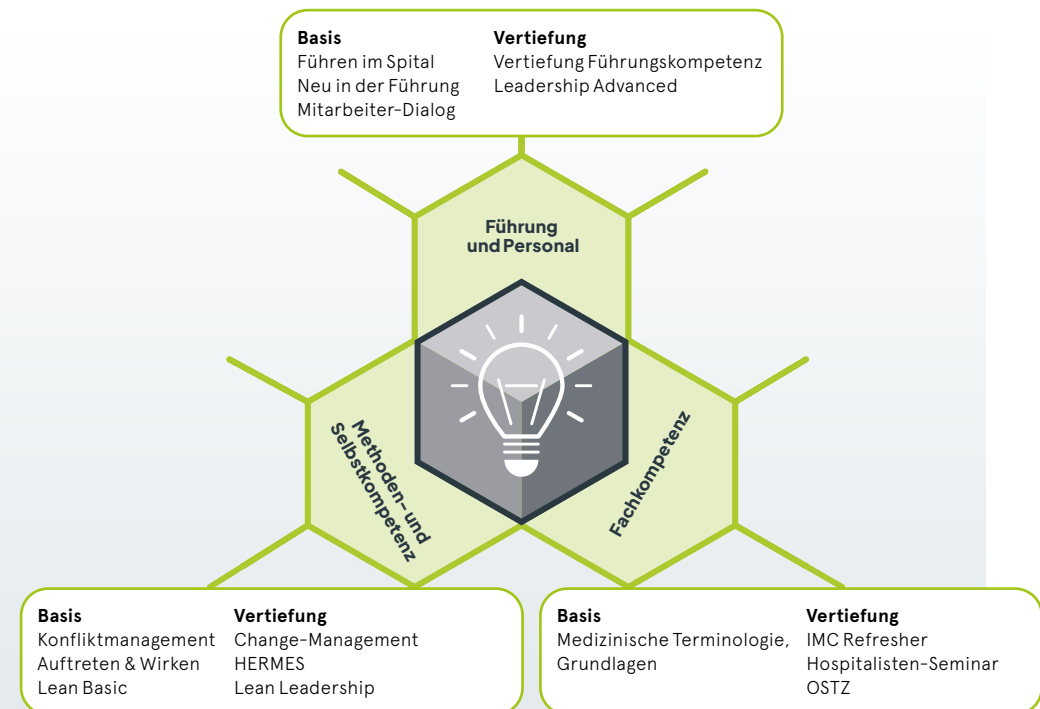 Basis
Führen im Spital
Neu in der Führung
Mitarbeiter-Dialog
Vertiefung
Vertiefung Führungskompetenz
Leadership Advanced
Führung
und Personal
Methoden- und
Selbstkompetenz
Fachkompetenz
Basis
Konfliktmanagement
Auftreten & Wirken
Lean Basic
Vertiefung
Change-Management
HERMES
Lean Leadership
Basis
Medizinische Terminologie,
Grundlagen
Vertiefung
IMC Refresher
Hospitalisten-Seminar
OSTZ